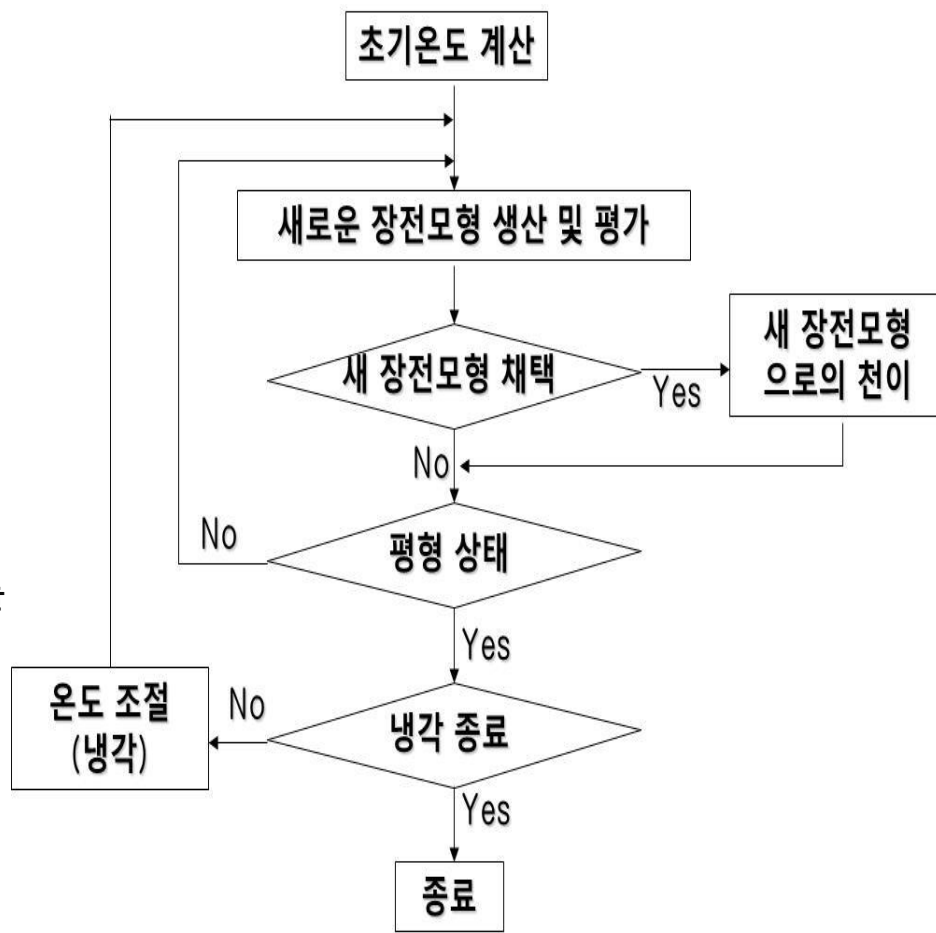 초기온도 계산
새로운 장전모형 생산 및 평가
새 장전모형 채택
Yes
새 장전모형
으로의 천이
No
No
평형 상태
Yes
온도 조절
(냉각)
No
냉각 종료
Yes
종료